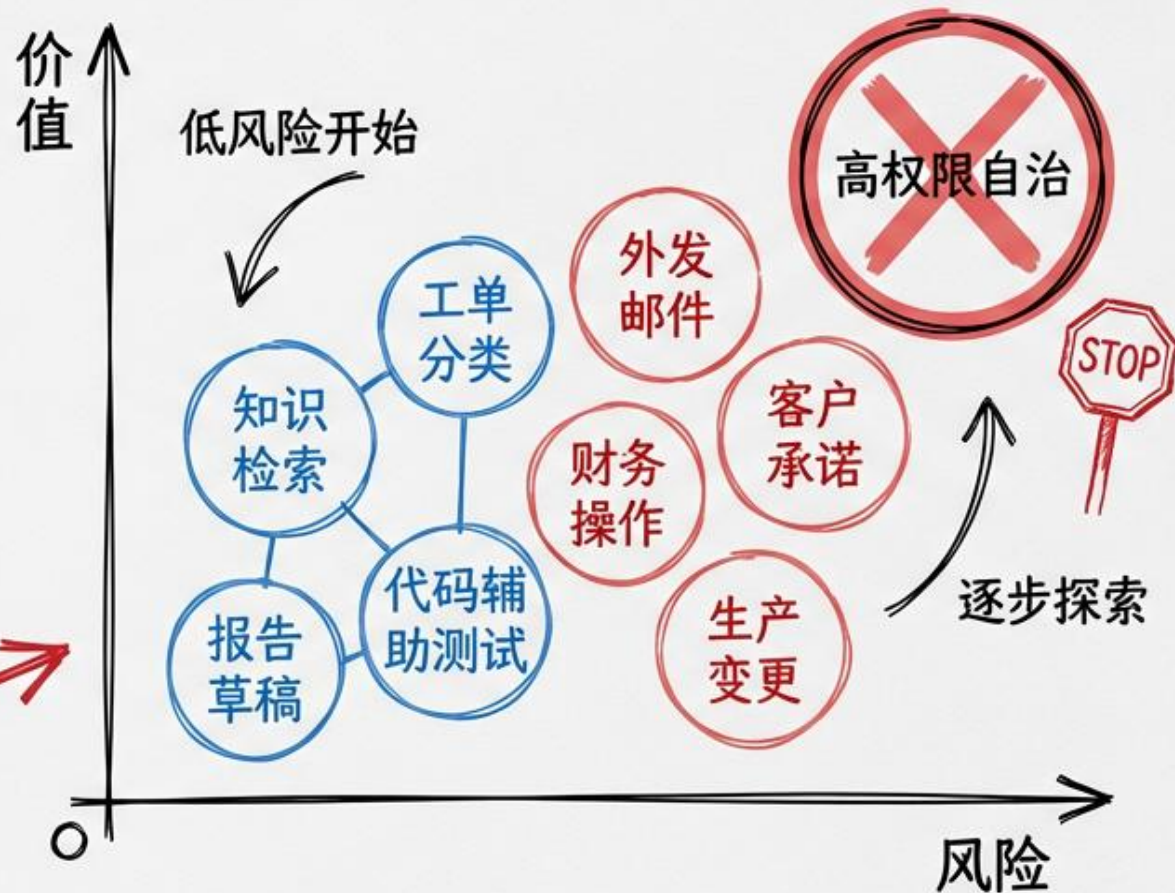 价
值
低风险开始
高权限自治
外发
邮件
工单
分类
STOP
知识
检索
客户
承诺
财务
操作
代码辅
助测试
逐步探索
报告
草稿
生产
变更
O
风险